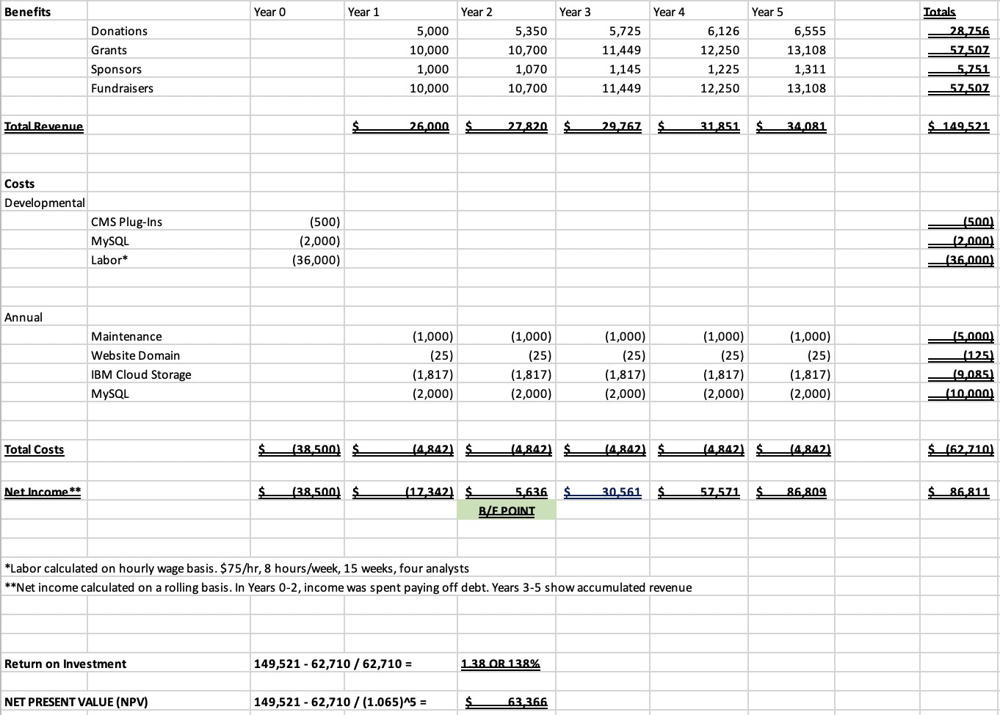 Benefits Year 0 Year 1 Year 2 Year 3 Year 4 Year 5 Totals
Donations 5,000 5,350 5,725 6,126 6,555 28,756
Grants 10,000 10,700 11,449 12,250 13,108 57,507
Sponsors 1,000 1,070 1,145 1,225 1,311 5,751
Fundraisers 10,000 10,700 11,449 12,250 13,108 57,507
Total Revenue $ 26,000 $ 27,820 $ 29,767 $ 31,851 $ 34,081 $ 149,521
Costs
Developmental
CMS Plug-Ins (500) (500)
MySQL (2,000) (2,000)
Labor* (36,000) (36,000)
Annual
Maintenance (1,000) (1,000) (1,000) (1,000) (1,000) (5,000)
Website Domain (25) (25) (25) (25) (25) (125)
IBM Cloud Storage (1,817) (1,817) (1,817) (1,817) (1,817) (9,085)
MySQL (2,000) (2,000) (2,000) (2,000) (2,000) (10,000)
Total Costs $ (38,500) $ (4,842) $ (4,842) $ (4,842) $ (4,842) $ (4,842) $ (62,710)
Net Income** $ (38,500) $ (17,342) $ 5,636 $ 30,561 $ 57,571 $ 86,809 $ 86,811
B/E POINT
*Labor calculated on hourly wage basis. $75/hr, 8 hours/week, 15 weeks, four analysts
**Net income calculated on a rolling basis. In Years 0-2, income was spent paying off debt. Years 3-5 show accumulated revenue
Return on Investment 149,521 - 62,710 / 62,710 = 1.38 OR 138%
NET PRESENT VALUE (NPV) 149,521 - 62,710 / (1.065)^5 = $ 63,366